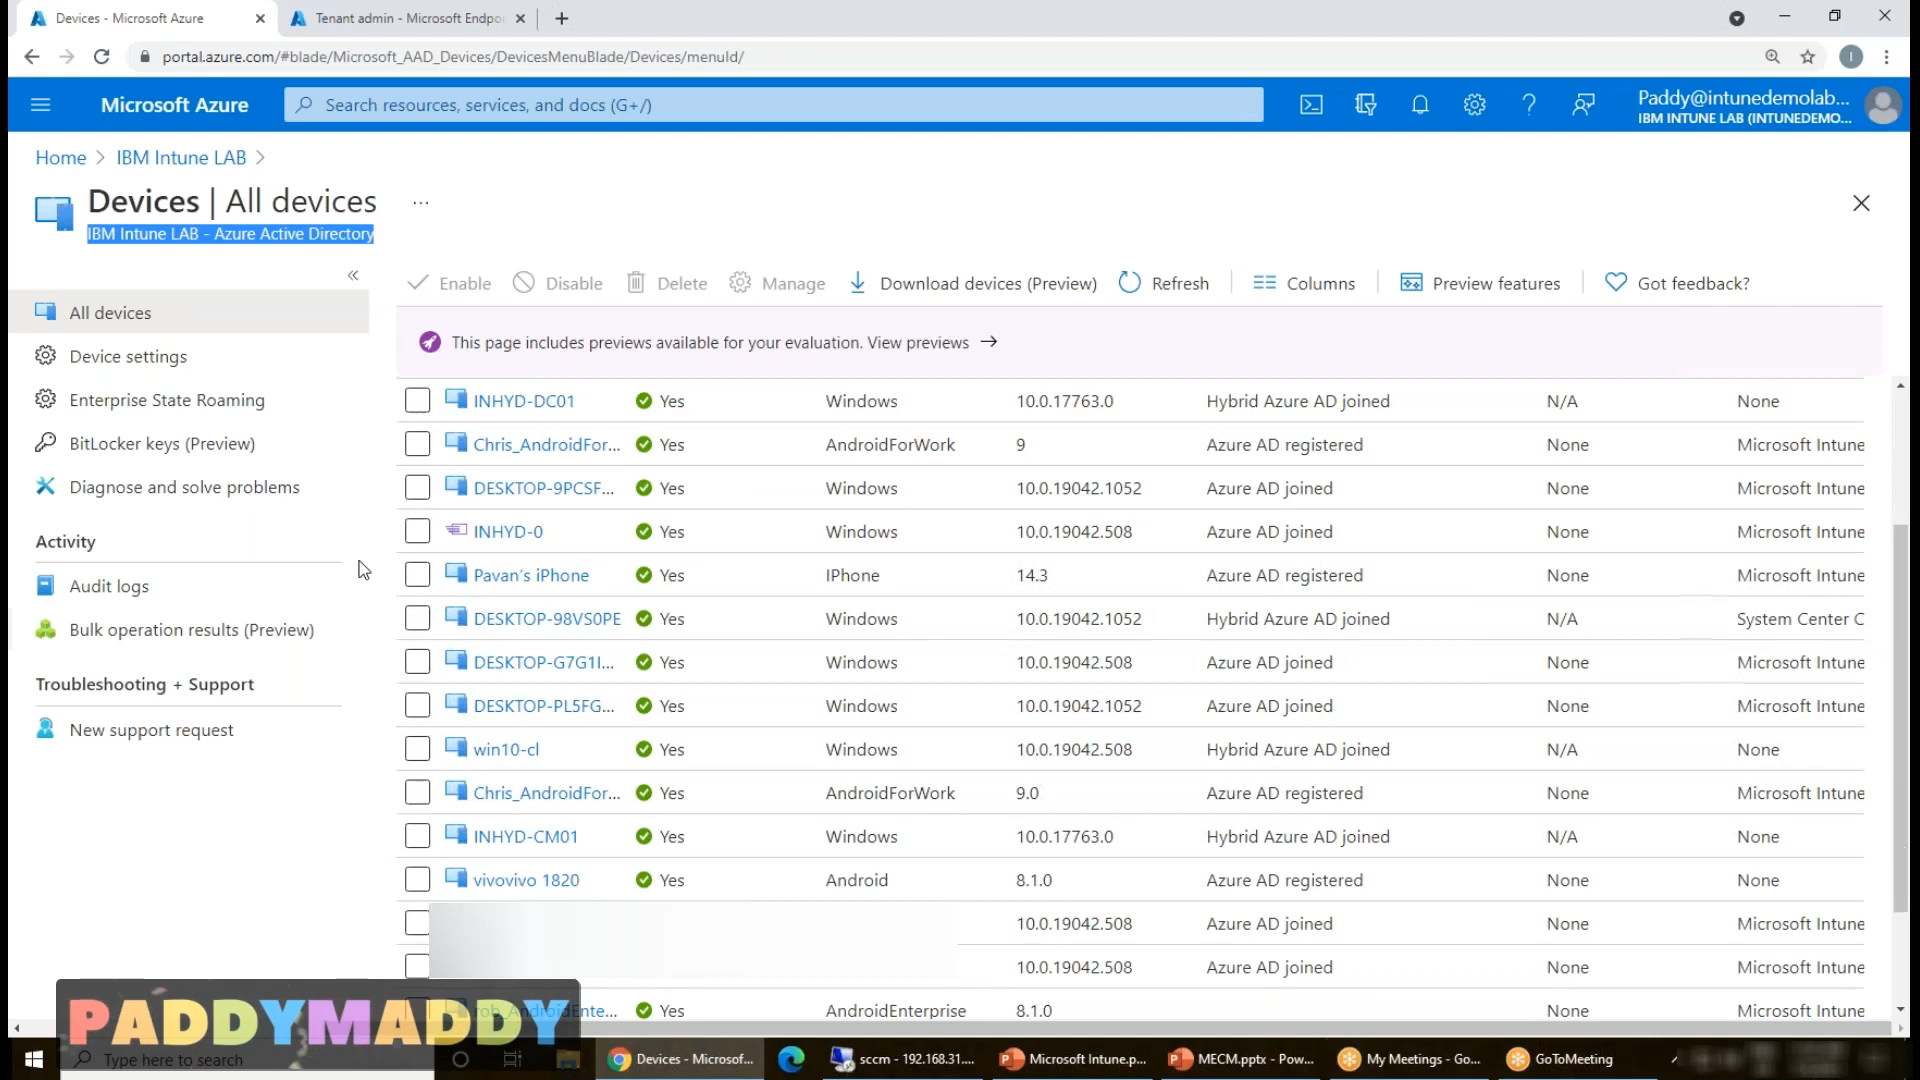 Devices - Microsoft Azure
Tenant admin - Microsoft Endpo
portal.azure.com/#blade/Microsoft_AAD_Devices/DevicesMenuBlade/Devices/menuId/
I
Microsoft Azure
Search resources, services, and docs (G+/)
Paddy@intunedemolab...
IBM INTUNE LAB (INTUNEDEMO...
Home > IBM Intune LAB >
Devices | All devices
...
IBM Intune LAB - Azure Active Directory
All devices
Device settings
Enterprise State Roaming
BitLocker keys (Preview)
Diagnose and solve problems
Activity
Audit logs
Bulk operation results (Preview)
Troubleshooting + Support
New support request
Enable Disable Delete Manage Download devices (Preview) Refresh Columns Preview features Got feedback?
This page includes previews available for your evaluation. View previews →
INHYD-DC01 Yes Windows 10.0.17763.0 Hybrid Azure AD joined N/A None
Chris_AndroidFor... Yes AndroidForWork 9 Azure AD registered None Microsoft Intune
DESKTOP-9PCSF... Yes Windows 10.0.19042.1052 Azure AD joined None Microsoft Intune
INHYD-0 Yes Windows 10.0.19042.508 Azure AD joined None Microsoft Intune
Pavan's iPhone Yes IPhone 14.3 Azure AD registered None Microsoft Intune
DESKTOP-98VS0PE Yes Windows 10.0.19042.1052 Hybrid Azure AD joined N/A System Center C
DESKTOP-G7G1I... Yes Windows 10.0.19042.508 Azure AD joined None Microsoft Intune
DESKTOP-PL5FG... Yes Windows 10.0.19042.1052 Azure AD joined None Microsoft Intune
win10-cl Yes Windows 10.0.19042.508 Hybrid Azure AD joined N/A None
Chris_AndroidFor... Yes AndroidForWork 9.0 Azure AD registered None Microsoft Intune
INHYD-CM01 Yes Windows 10.0.17763.0 Hybrid Azure AD joined N/A None
vivovivo 1820 Yes Android 8.1.0 Azure AD registered None None
10.0.19042.508 Azure AD joined None Microsoft Intune
10.0.19042.508 Azure AD joined None Microsoft Intune
rob_AndroidEnte... Yes AndroidEnterprise 8.1.0 None Microsoft Intune
PADDYMADDY
Type here to search
Devices - Microsof...
sccm - 192.168.31....
Microsoft Intune.p...
MECM.pptx - Pow...
My Meetings - Go...
GoToMeeting